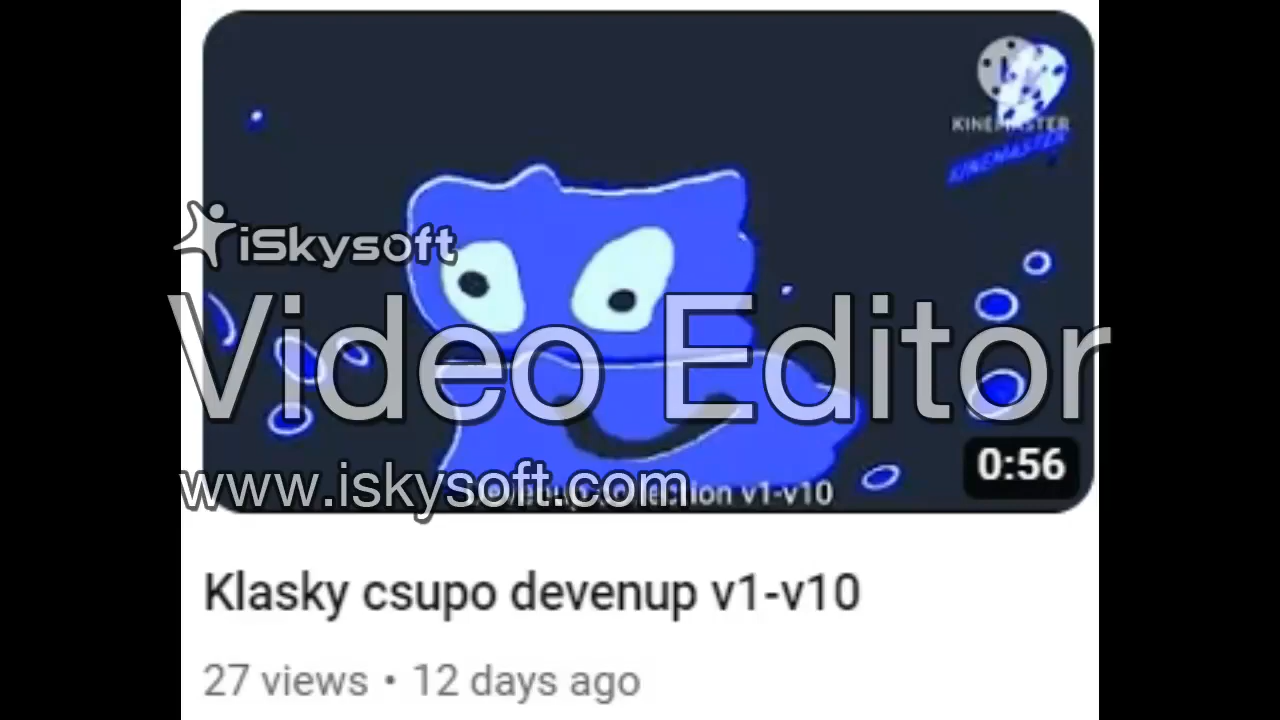 KINEMASTER
KINEMASTER
iSkysoft
Video Editor
0:56
www.iskysoft.com
v1-v10
Klasky csupo devenup v1-v10
27 views • 12 days ago